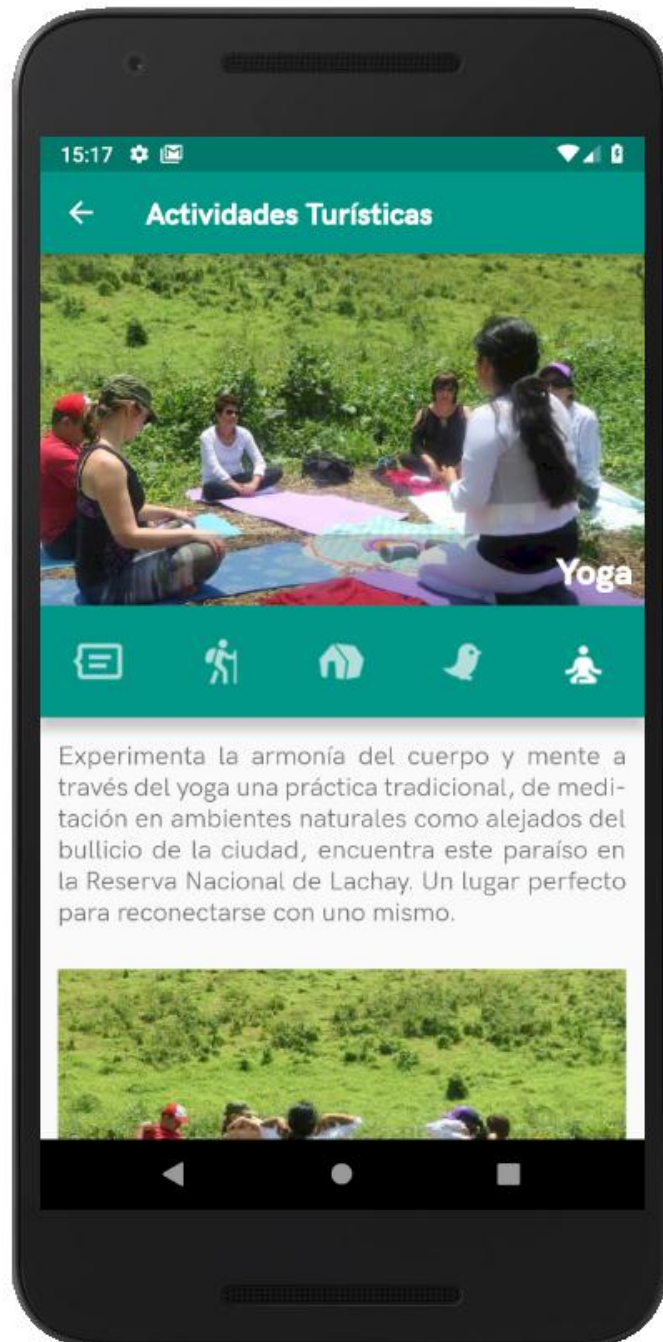 15:17
Actividades Turísticas
Yoga
Experimenta la armonía del cuerpo y mente a
través del yoga una práctica tradicional, de medi-
tación en ambientes naturales como alejados del
bullicio de la ciudad, encuentra este paraíso en
la Reserva Nacional de Lachay. Un lugar perfecto
para reconectarse con uno mismo.